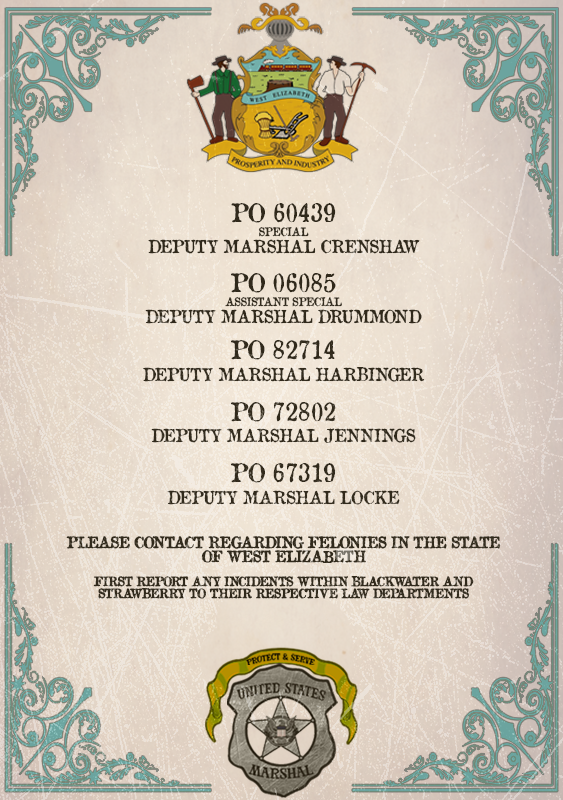 WEST ELIZABETH
PROSPERITY AND INDUSTRY
PO 60439
SPECIAL
DEPUTY MARSHAL CRENSHAW
PO 06085
ASSISTANT SPECIAL
DEPUTY MARSHAL DRUMMOND
PO 82714
DEPUTY MARSHAL HARBINGER
PO 72802
DEPUTY MARSHAL JENNINGS
PO 67319
DEPUTY MARSHAL LOCKE
PLEASE CONTACT REGARDING FELONIES IN THE STATE
OF WEST ELIZABETH
FIRST REPORT ANY INCIDENTS WITHIN BLACKWATER AND
STRAWBERRY TO THEIR RESPECTIVE LAW DEPARTMENTS
PROTECT & SERVE
UNITED STATES
MARSHAL